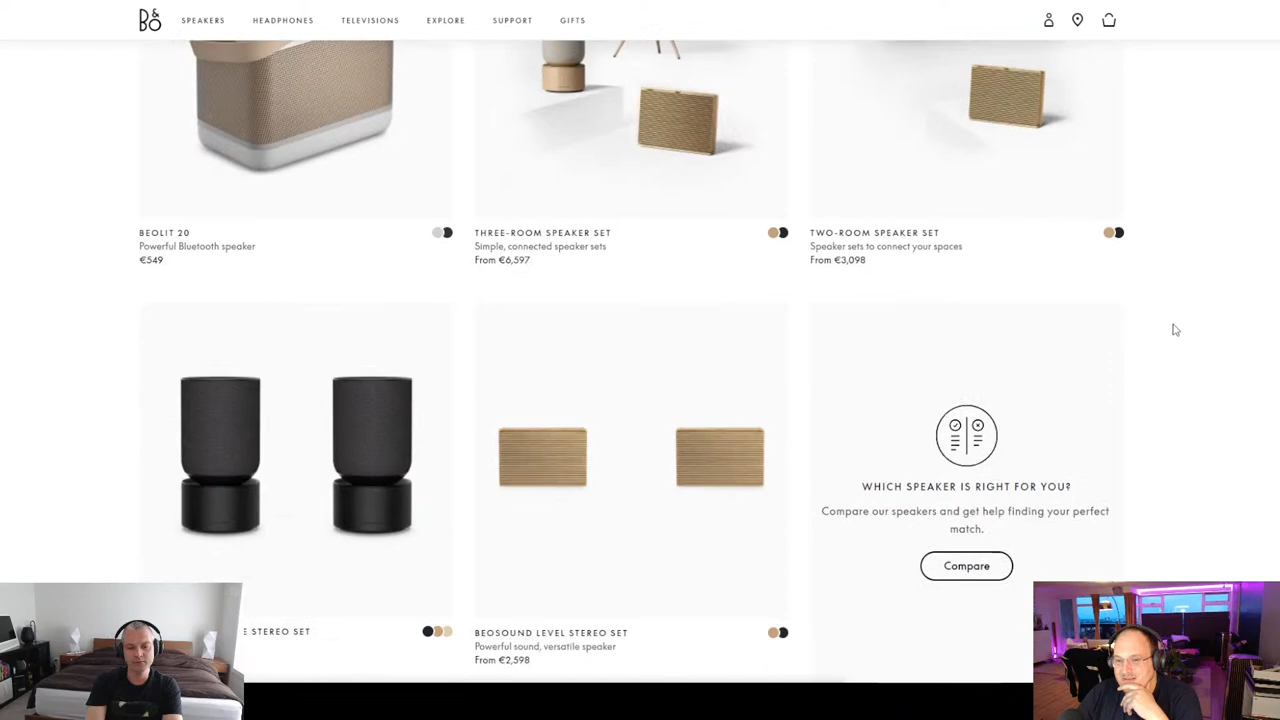 B&O
SPEAKERS
HEADPHONES
TELEVISIONS
EXPLORE
SUPPORT
GIFTS
BEOLIT 20
Powerful Bluetooth speaker
€549
THREE-ROOM SPEAKER SET
Simple, connected speaker sets
From €6,597
TWO-ROOM SPEAKER SET
Speaker sets to connect your spaces
From €3,098
WHICH SPEAKER IS RIGHT FOR YOU?
Compare our speakers and get help finding your perfect
match.
Compare
STEREO SET
BEOSOUND LEVEL STEREO SET
Powerful sound, versatile speaker
From €2,598